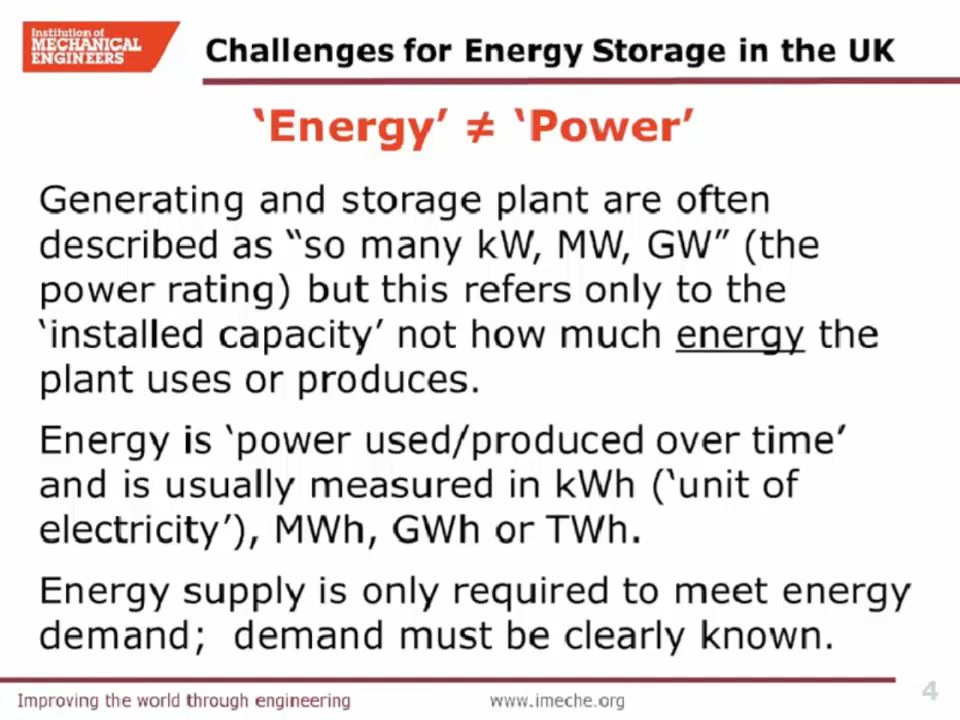 Institution of
MECHANICAL
ENGINEERS
Challenges for Energy Storage in the UK
‘Energy’ ≠ ‘Power’
Generating and storage plant are often
described as “so many kW, MW, GW” (the
power rating) but this refers only to the
‘installed capacity’ not how much energy the
plant uses or produces.
Energy is ‘power used/produced over time’
and is usually measured in kWh (‘unit of
electricity’), MWh, GWh or TWh.
Energy supply is only required to meet energy
demand; demand must be clearly known.
Improving the world through engineering
www.imeche.org
4